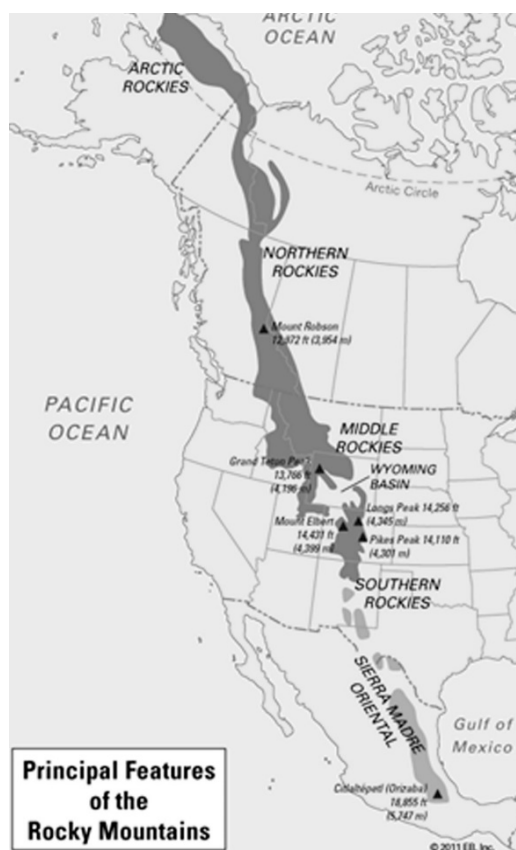 ARCTIC
OCEAN
ARCTIC
ROCKIES
Arctic Circle
NORTHERN
ROCKIES
Mount Robson
12,972 ft (3,954 m)
PACIFIC
OCEAN
MIDDLE
ROCKIES
Grand Teton Peak
13,766 ft
(4,196 m)
WYOMING
BASIN
Longs Peak 14,256 ft
(4,345 m)
Mount Elbert
14,431 ft
(4,399 m)
Pikes Peak 14,110 ft
(4,301 m)
SOUTHERN
ROCKIES
SIERRA MADRE
ORIENTAL
Gulf of
Mexico
Citlaltépetl (Orizaba)
18,855 ft
(5,747 m)
Principal Features
of the
Rocky Mountains
© 2011 EB, Inc.